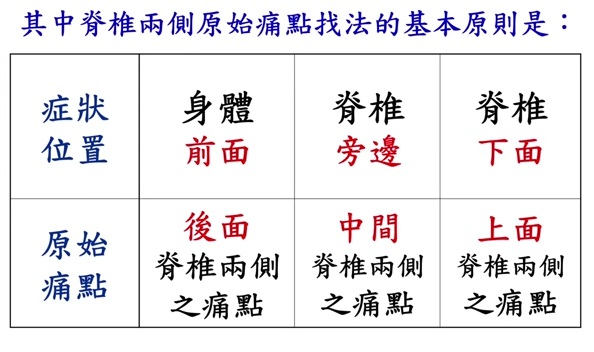 其中脊椎兩側原始痛點找法的基本原則是：
症狀
位置
身體
前面
脊椎
旁邊
脊椎
下面
原始
痛點
後面
脊椎兩側
之痛點
中間
脊椎兩側
之痛點
上面
脊椎兩側
之痛點